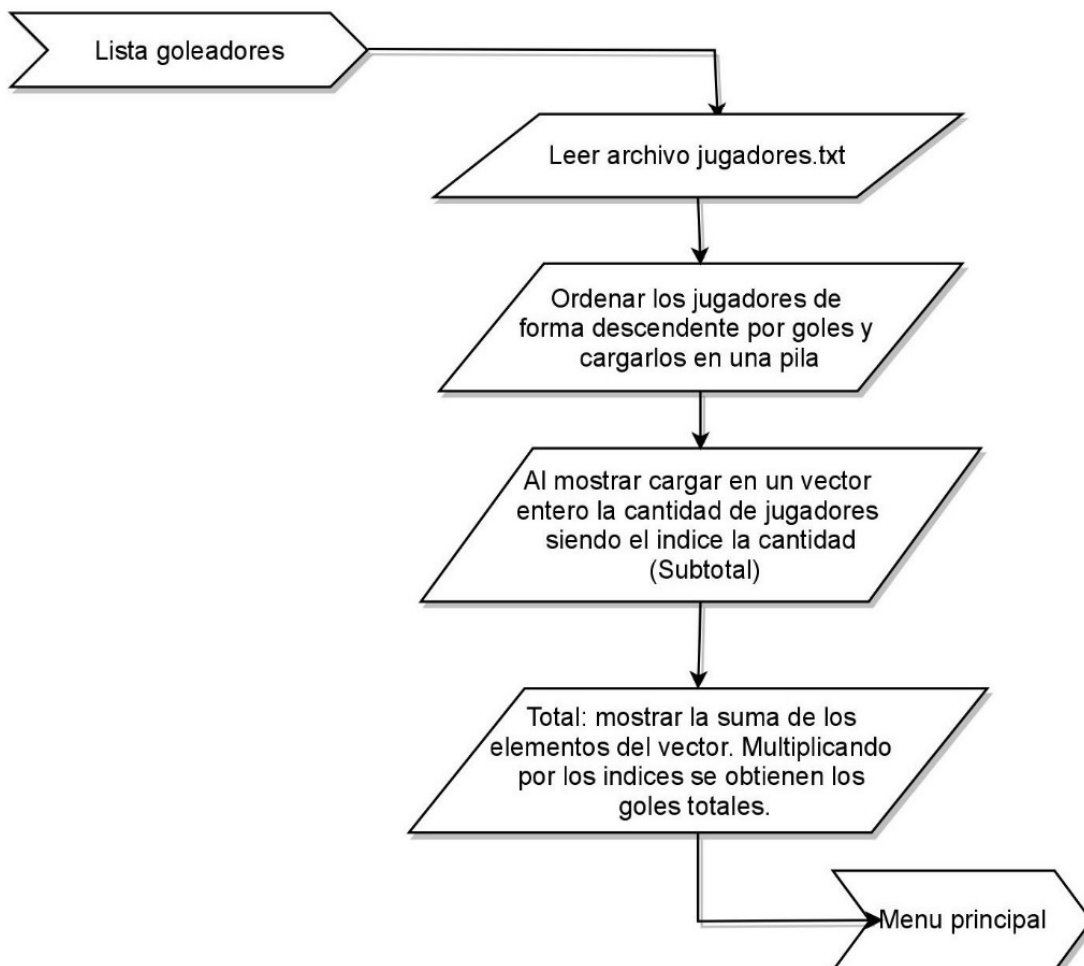 Lista goleadores
Leer archivo jugadores.txt
Ordenar los jugadores de
forma descendente por goles y
cargarlos en una pila
Al mostrar cargar en un vector
entero la cantidad de jugadores
siendo el indice la cantidad
(Subtotal)
Total: mostrar la suma de los
elementos del vector. Multiplicando
por los indices se obtienen los
goles totales.
Menu principal